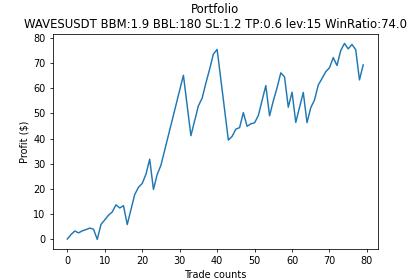 Portfolio
WAVESUSDT BBM:1.9 BBL:180 SL:1.2 TP:0.6 lev:15 WinRatio:74.0
80
70
60
50
40
30
20
10
0
Profit ($)
0 10 20 30 40 50 60 70 80
Trade counts